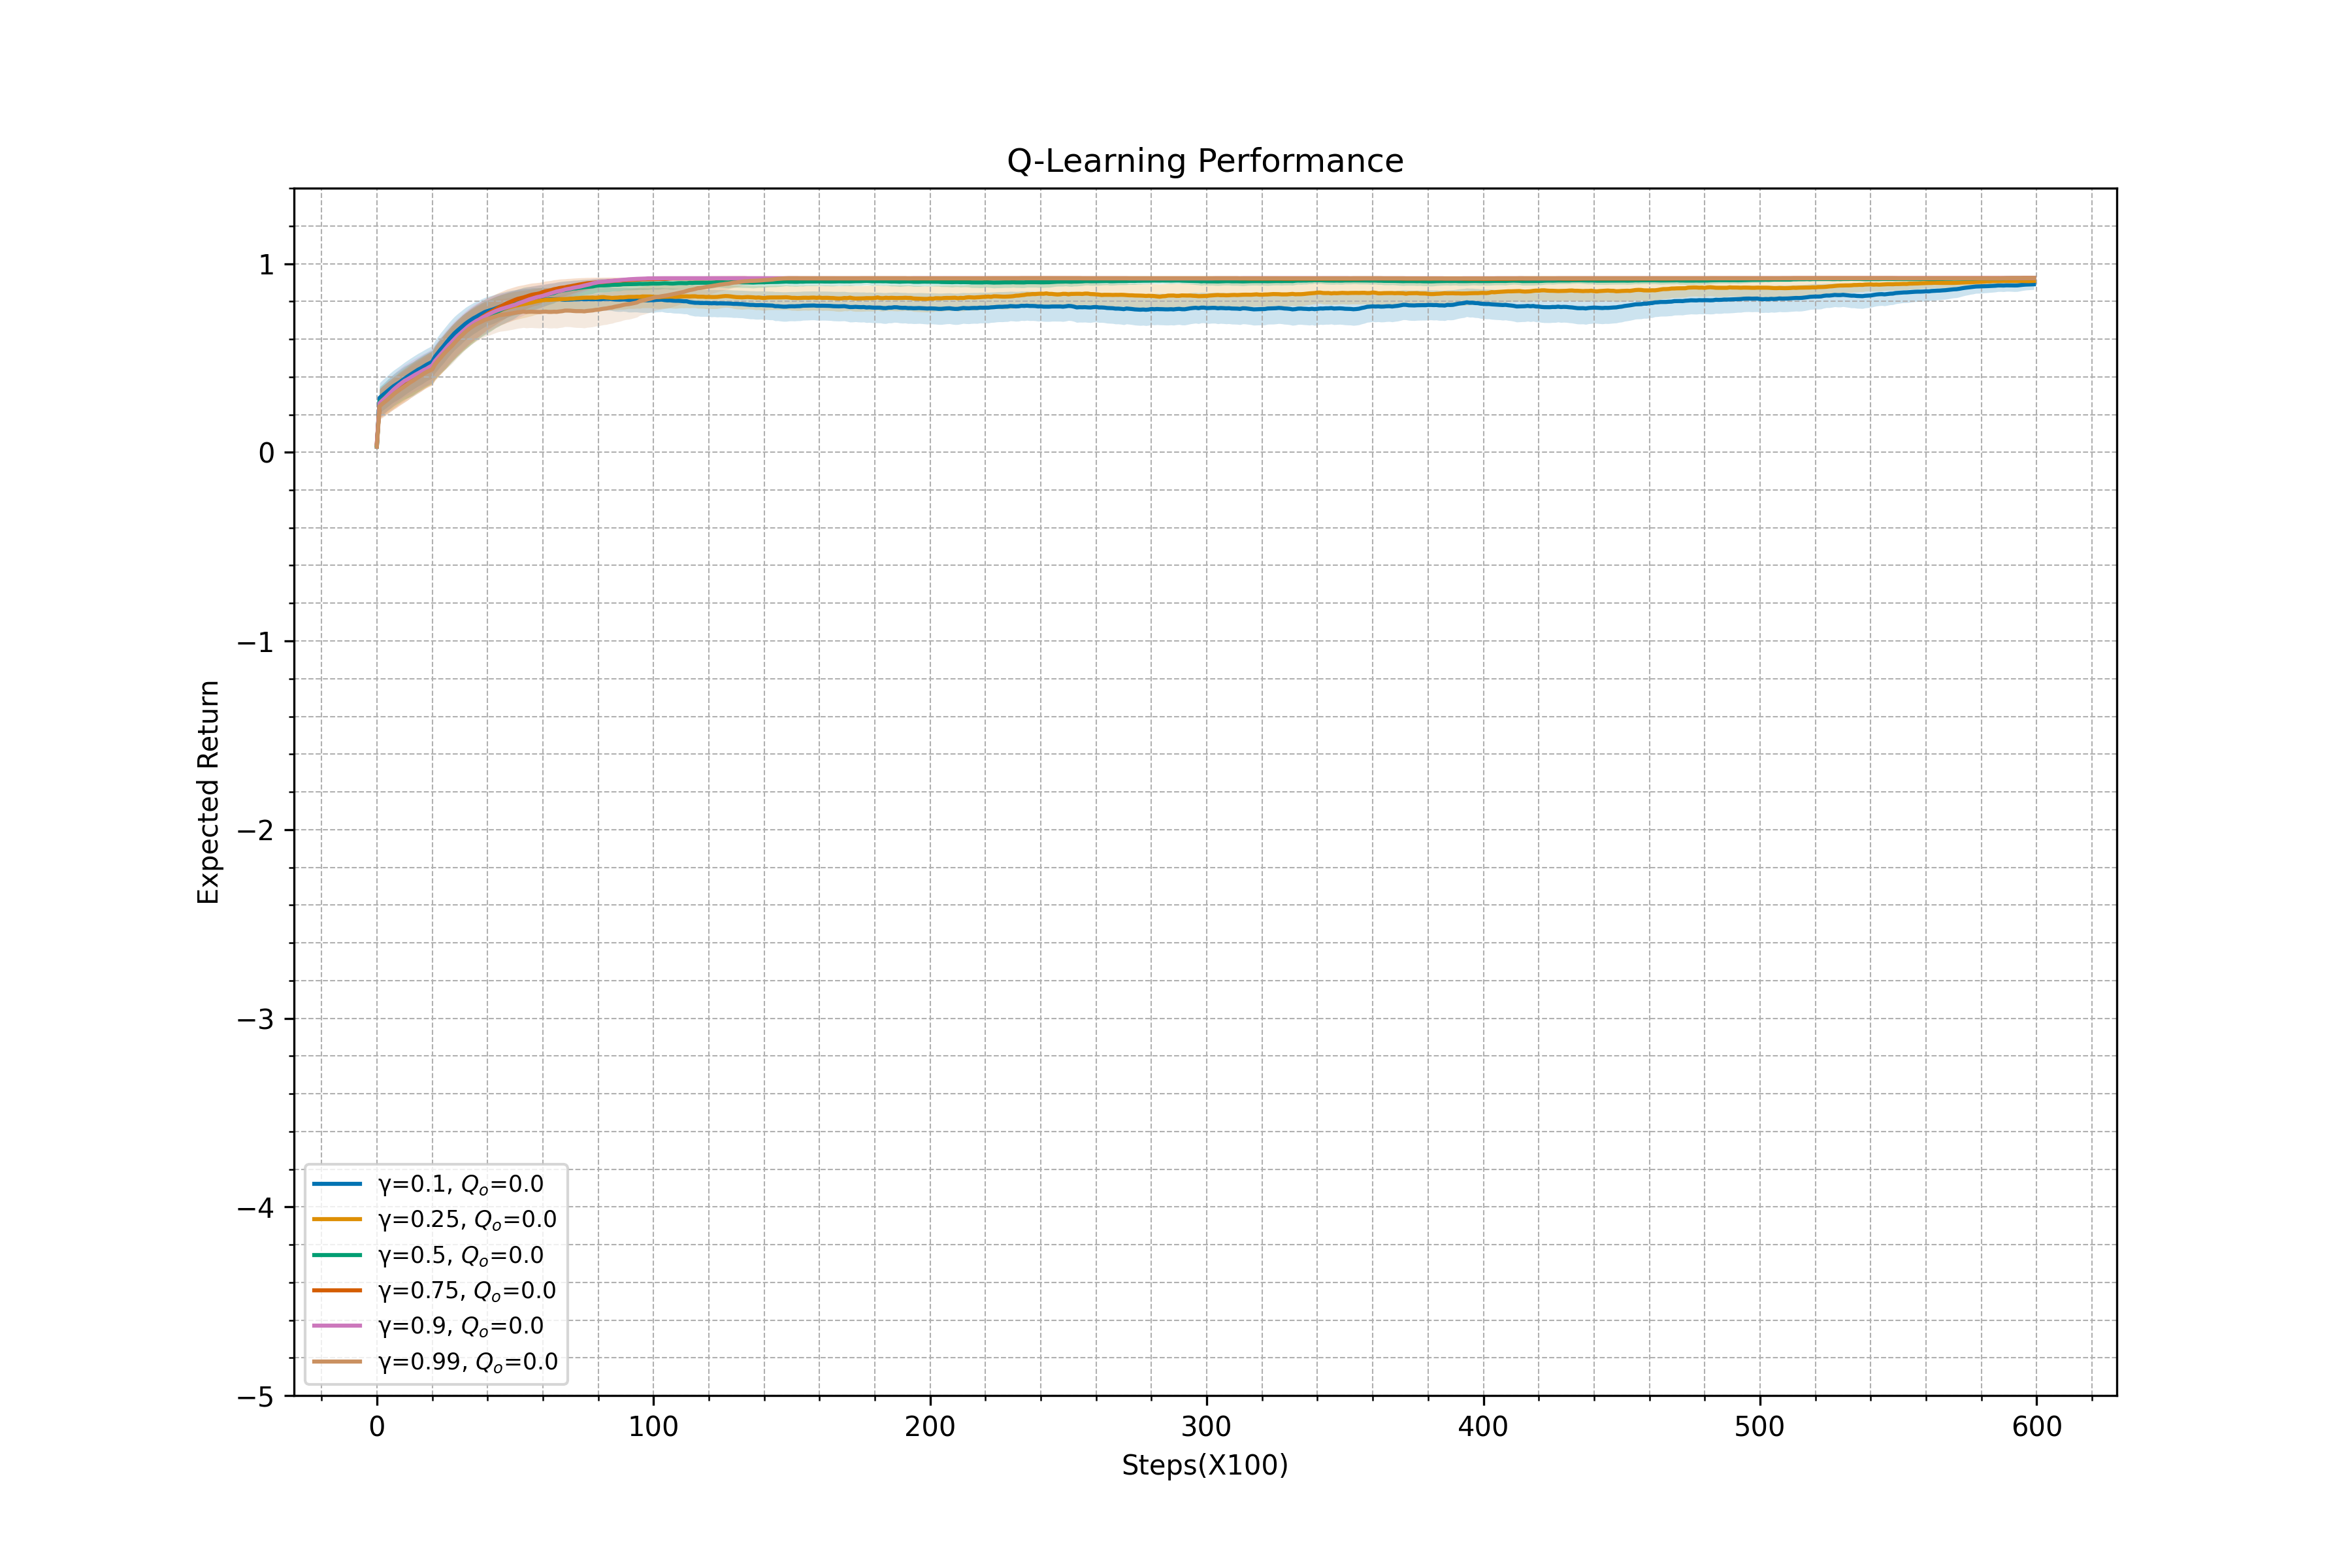 Q-Learning Performance
Expected Return
1
0
−1
−2
−3
−4
−5
γ=0.1, Qo=0.0
γ=0.25, Qo=0.0
γ=0.5, Qo=0.0
γ=0.75, Qo=0.0
γ=0.9, Qo=0.0
γ=0.99, Qo=0.0
0 100 200 300 400 500 600
Steps(X100)